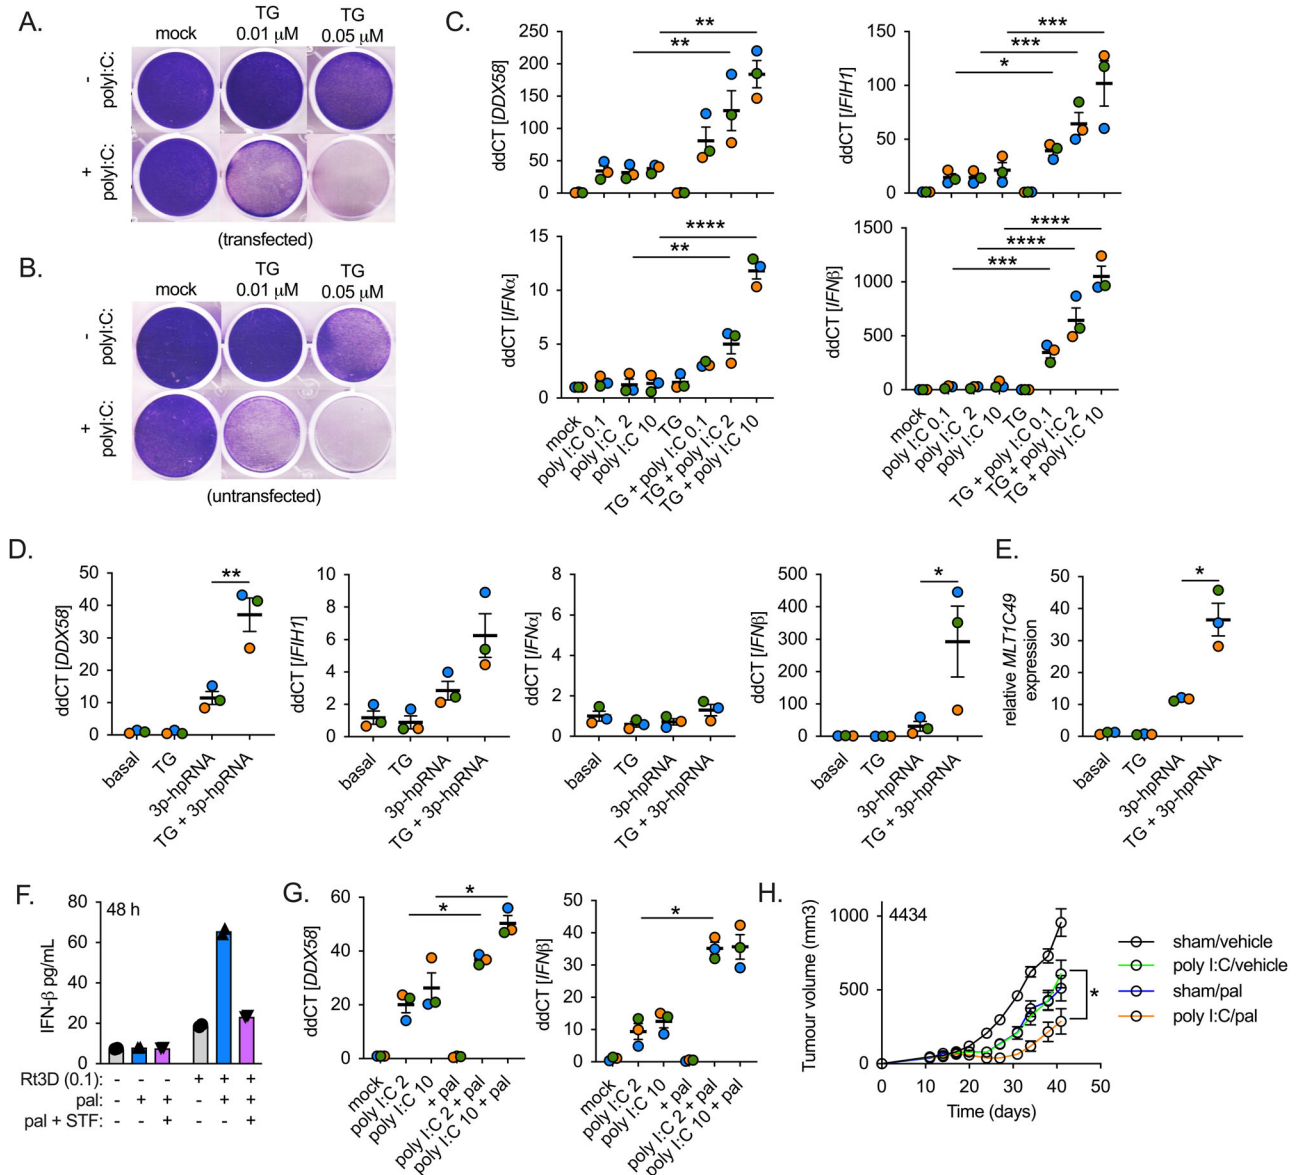 A.
mock
TG
0.01 μM
TG
0.05 μM
-
polyI:C:
+
polyI:C:
(transfected)
B.
mock
TG
0.01 μM
TG
0.05 μM
-
polyI:C:
+
polyI:C:
(untransfected)
C.
ddCT [DDX58]
250
200
150
100
50
0
**
**
ddCT [IFIH1]
150
100
50
0
***
***
*
ddCT [IFNα]
15
10
5
0
****
**
mock
poly I:C 0.1
poly I:C 2
poly I:C 10
TG
TG + poly I:C 0.1
TG + poly I:C 2
TG + poly I:C 10
ddCT [IFNβ]
1500
1000
500
0
****
****
***
mock
poly I:C 0.1
poly I:C 2
poly I:C 10
TG
TG + poly I:C 0.1
TG + poly I:C 2
TG + poly I:C 10
D.
ddCT [DDX58]
50
40
30
20
10
0
**
basal
TG
3p-hpRNA
TG + 3p-hpRNA
ddCT [IFIH1]
10
8
6
4
2
0
basal
TG
3p-hpRNA
TG + 3p-hpRNA
ddCT [IFNα]
8
6
4
2
0
basal
TG
3p-hpRNA
TG + 3p-hpRNA
ddCT [IFNβ]
500
400
300
200
100
0
*
basal
TG
3p-hpRNA
TG + 3p-hpRNA
E.
relative MLT1C49
expression
50
40
30
20
10
0
*
basal
TG
3p-hpRNA
TG + 3p-hpRNA
F.
IFN-β pg/mL
80
60
40
20
0
48 h
Rt3D (0.1): - - - + + +
pal: - + + - + +
pal + STF: - - + - - +
G.
ddCT [DDX58]
60
40
20
0
*
*
mock
poly I:C 2
poly I:C 10
+ pal
poly I:C 2 + pal
poly I:C 10 + pal
ddCT [IFNβ]
50
40
30
20
10
0
*
mock
poly I:C 2
poly I:C 10
+ pal
poly I:C 2 + pal
poly I:C 10 + pal
H.
Tumour volume (mm3)
1000
500
0
4434
*
sham/vehicle
poly I:C/vehicle
sham/pal
poly I:C/pal
0 10 20 30 40 50
Time (days)